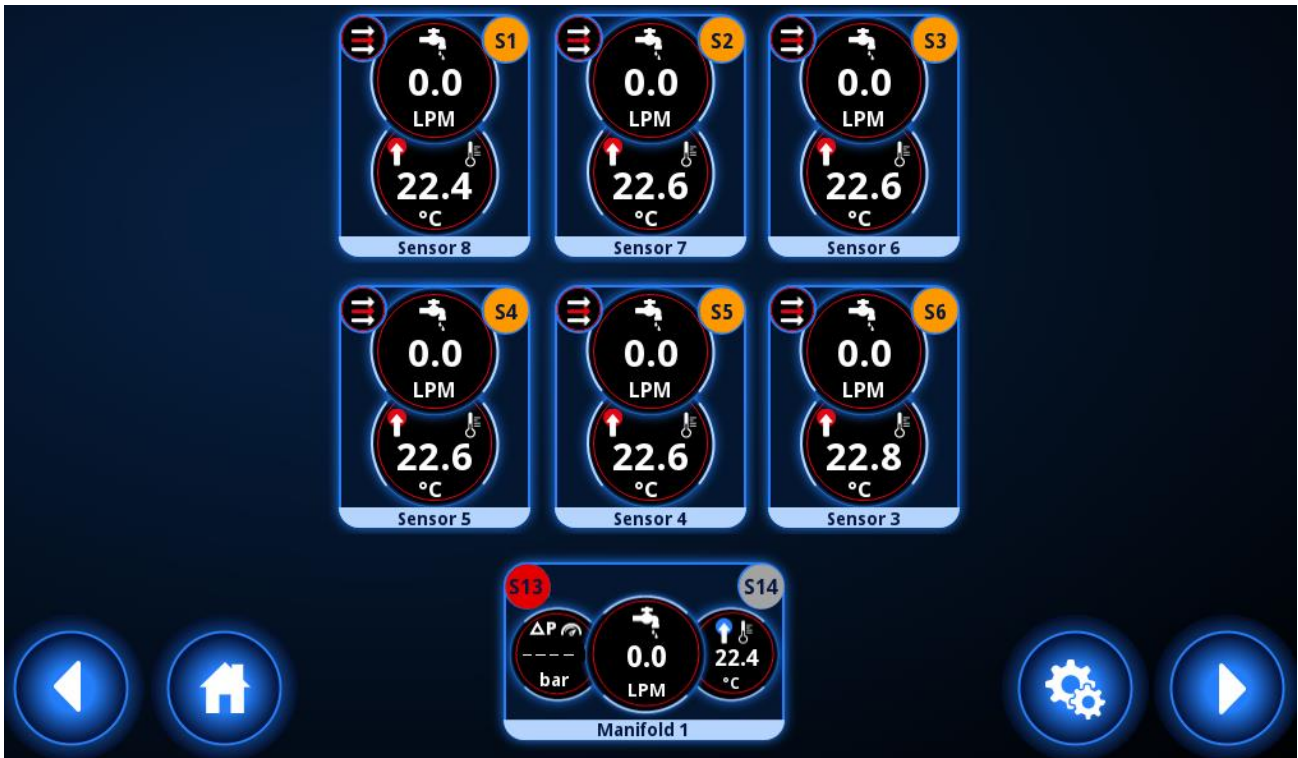 S1
0.0
LPM
22.4
°C
Sensor 8
S2
0.0
LPM
22.6
°C
Sensor 7
S3
0.0
LPM
22.6
°C
Sensor 6
S4
0.0
LPM
22.6
°C
Sensor 5
S5
0.0
LPM
22.6
°C
Sensor 4
S6
0.0
LPM
22.8
°C
Sensor 3
S13
S14
ΔP
----
bar
0.0
LPM
22.4
°C
Manifold 1